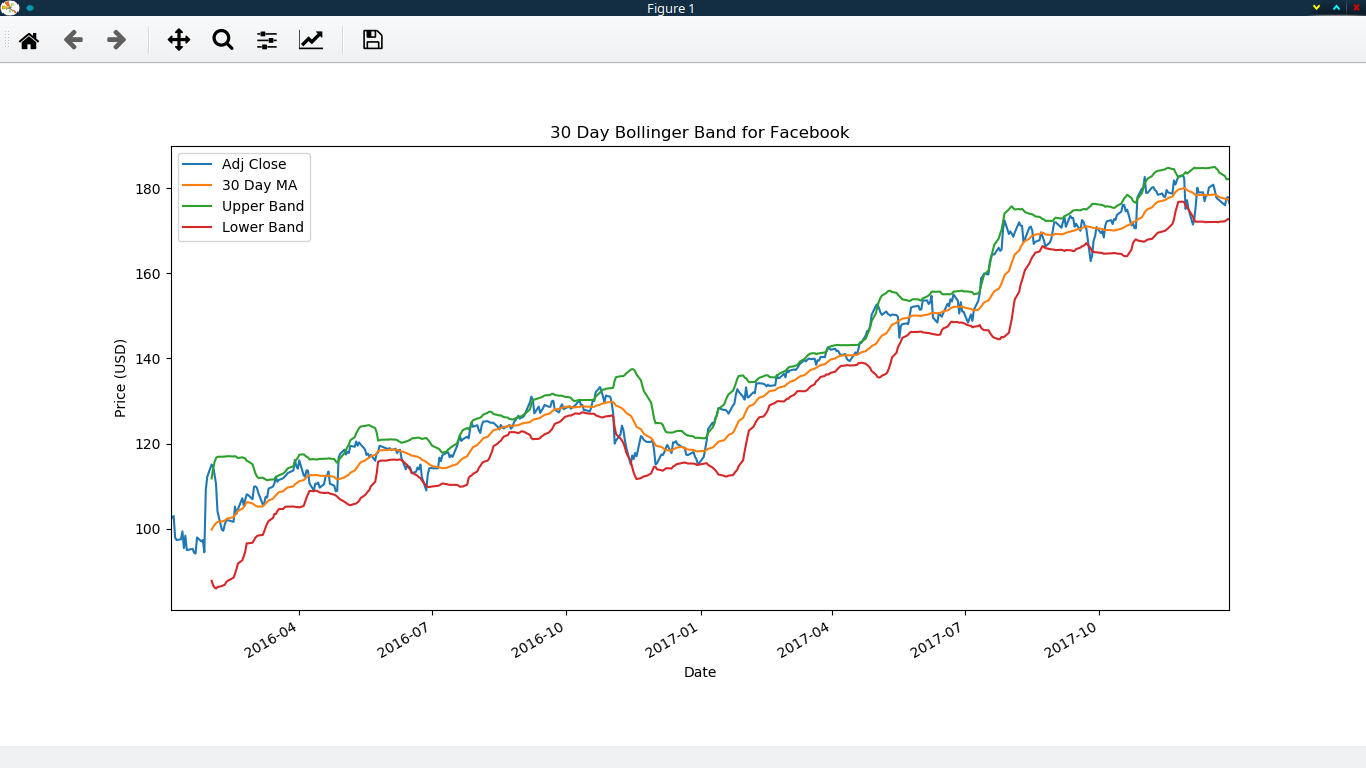 Figure 1
30 Day Bollinger Band for Facebook
Adj Close
30 Day MA
Upper Band
Lower Band
180
160
140
120
100
Price (USD)
2016-04
2016-07
2016-10
2017-01
2017-04
2017-07
2017-10
Date